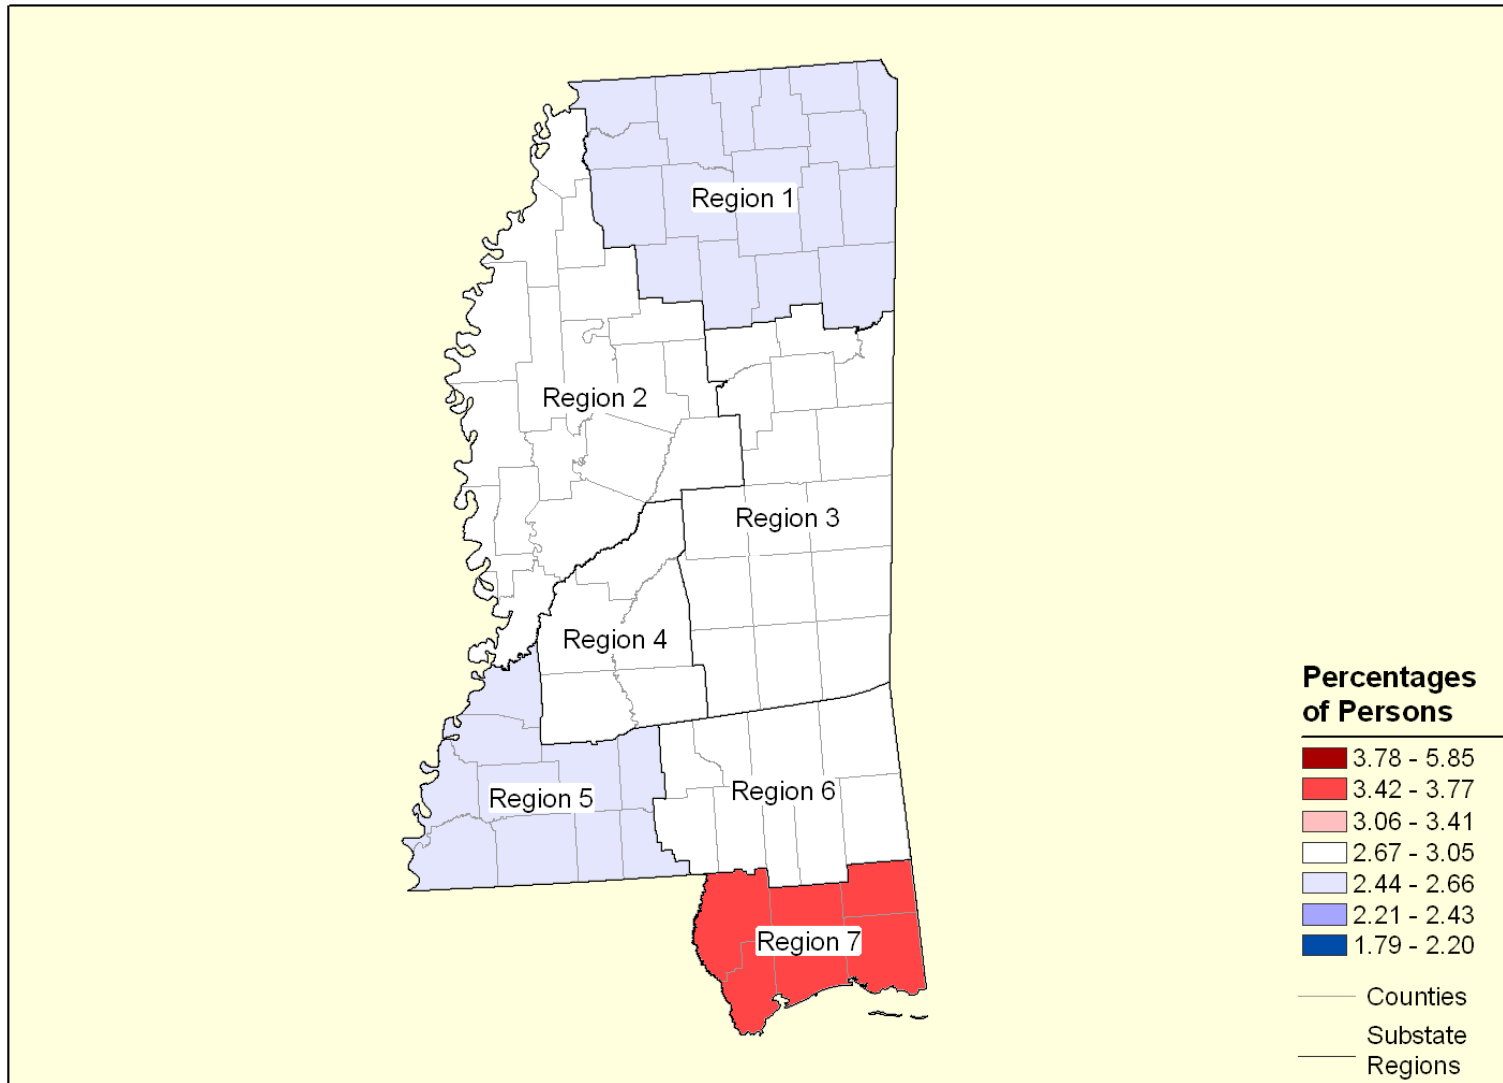 Region 1
Region 2
Region 3
Region 4
Region 5
Region 6
Region 7
Percentages
of Persons
3.78 - 5.85
3.42 - 3.77
3.06 - 3.41
2.67 - 3.05
2.44 - 2.66
2.21 - 2.43
1.79 - 2.20
Counties
Substate
Regions